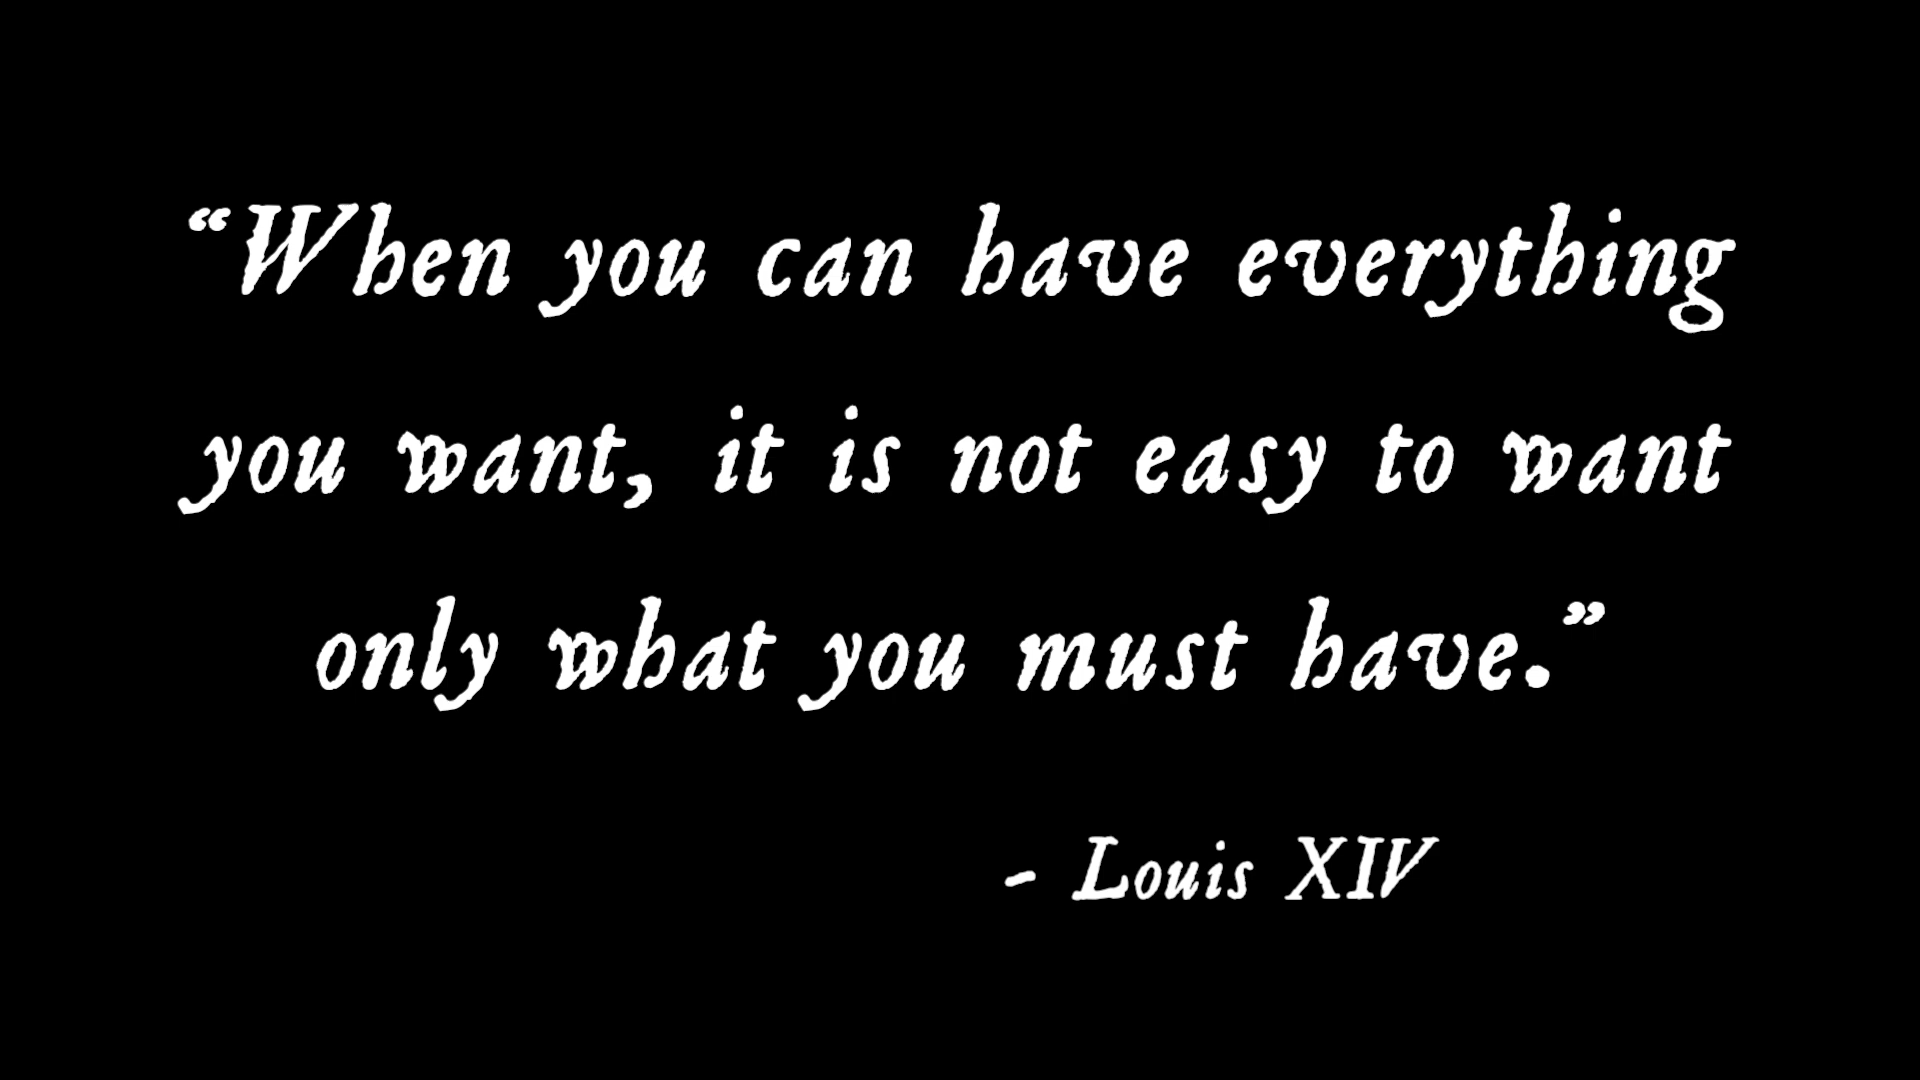 “When you can have everything
you want, it is not easy to want
only what you must have.”
- Louis XIV